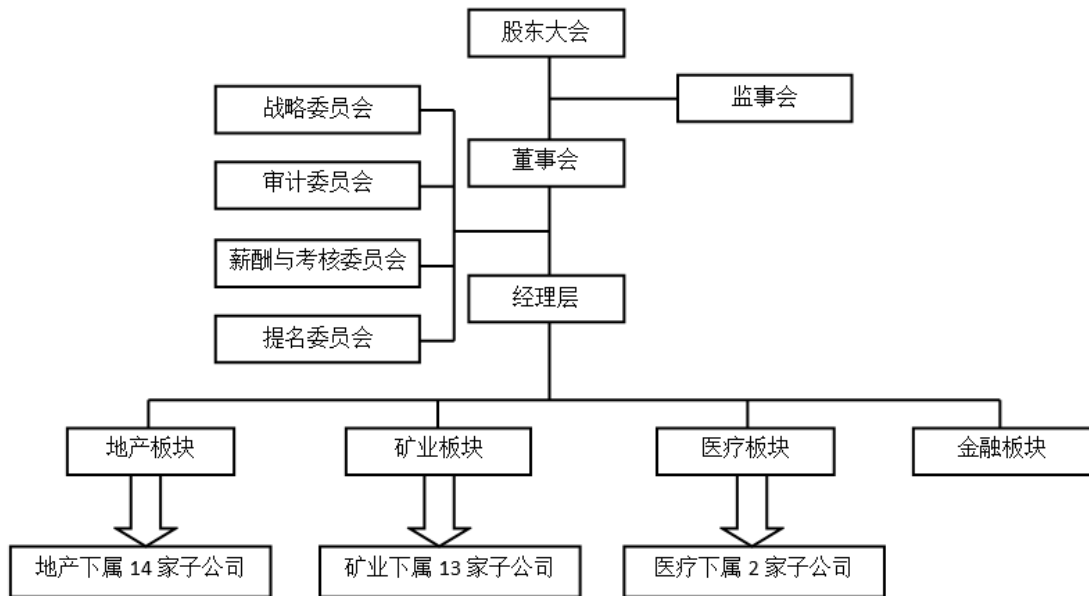 股东大会
监事会
战略委员会
董事会
审计委员会
薪酬与考核委员会
经理层
提名委员会
地产板块
矿业板块
医疗板块
金融板块
地产下属 14 家子公司
矿业下属 13 家子公司
医疗下属 2 家子公司